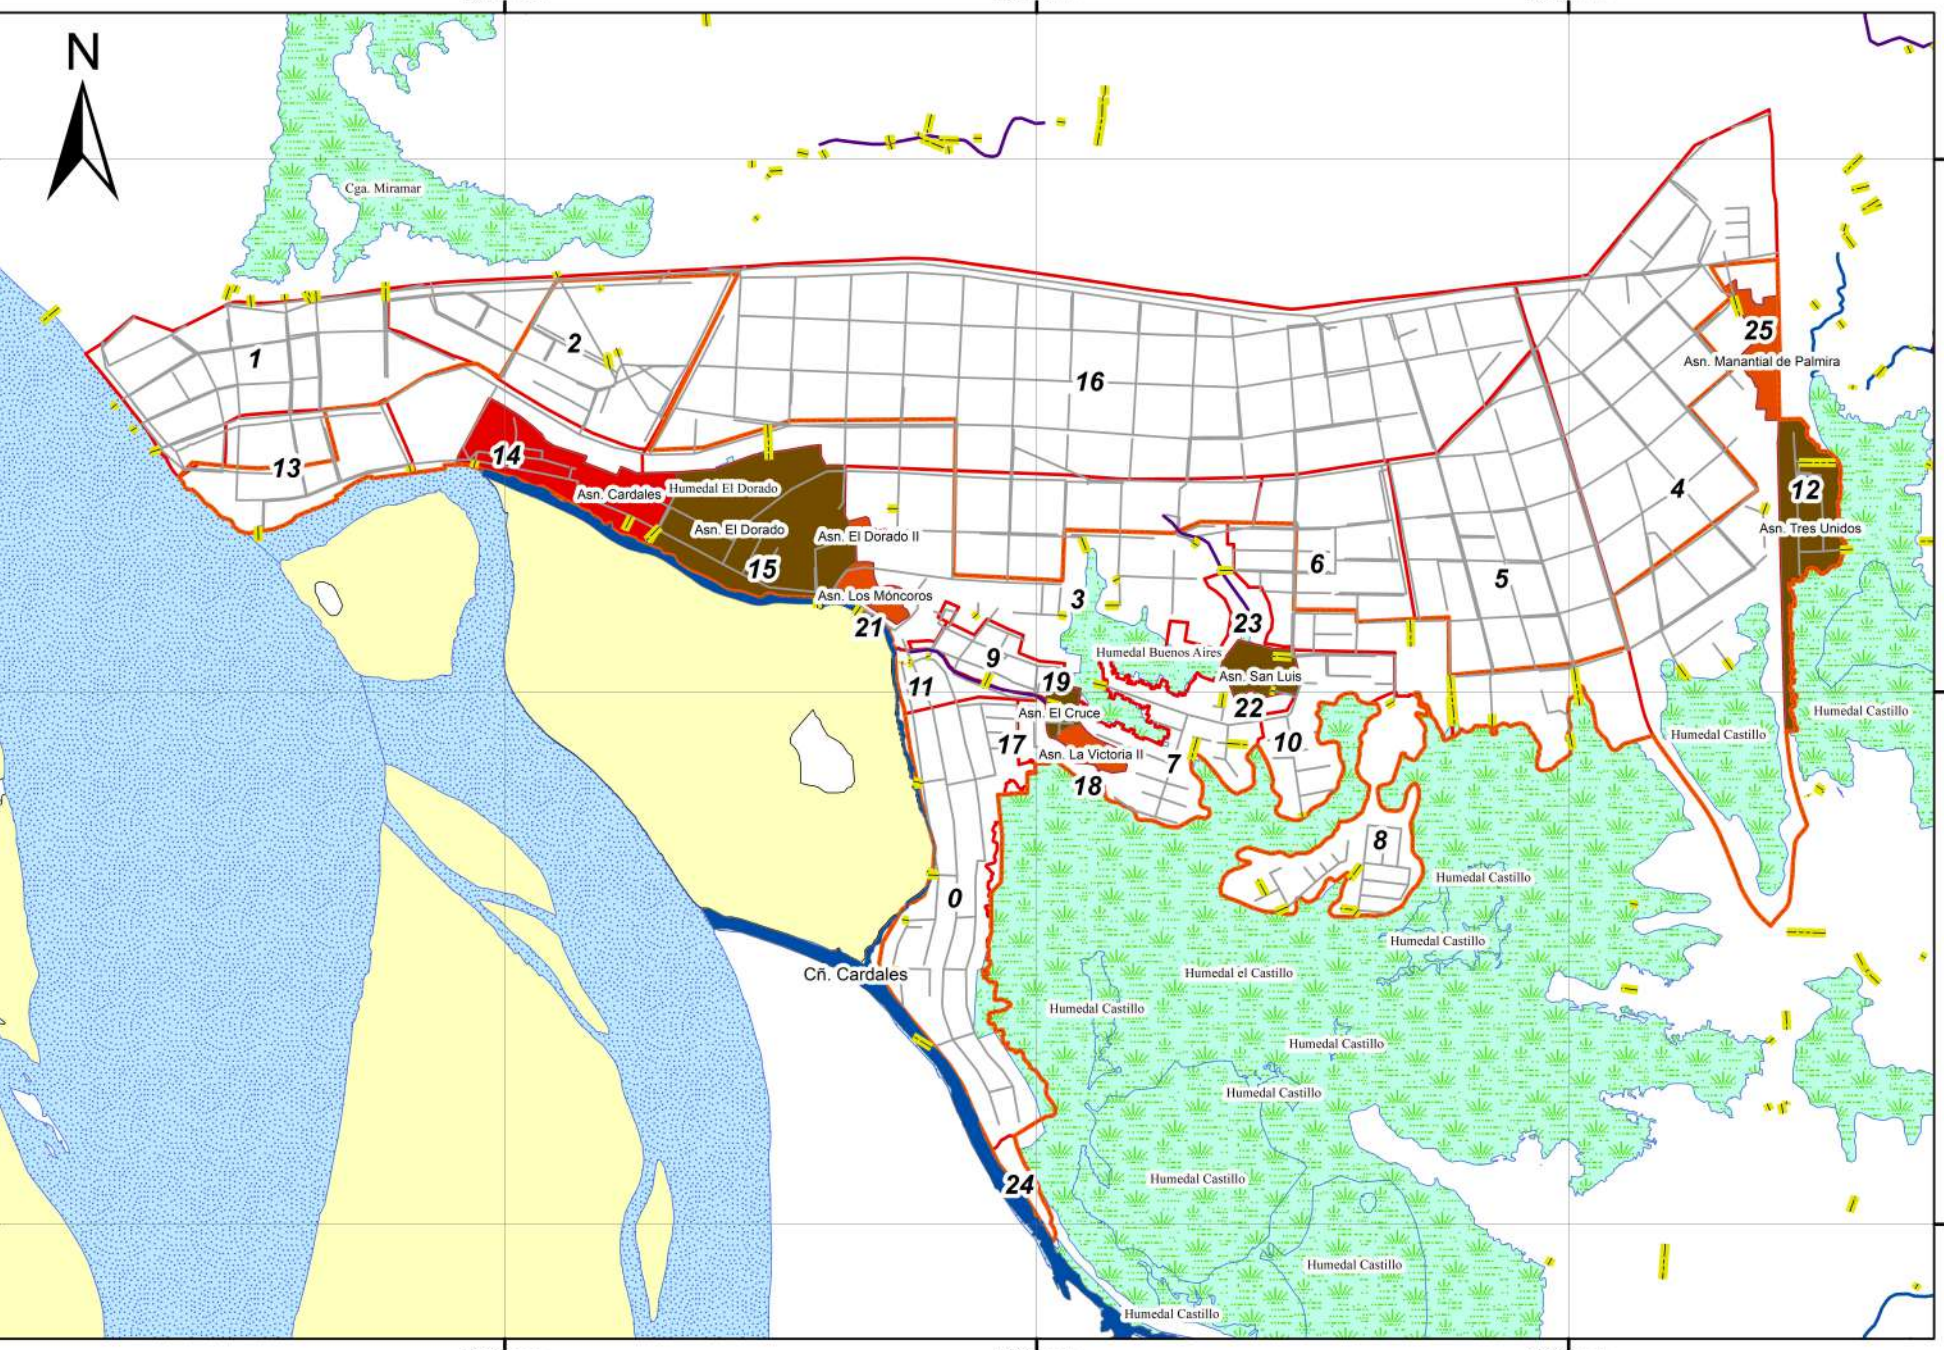 N
Cga. Miramar
1
2
16
25
Asn. Manantial de Palmira
13
14
Asn. Cardales
Humedal El Dorado
Asn. El Dorado
Asn. El Dorado II
15
Asn. Los Móncoros
21
4
12
Asn. Tres Unidos
6
5
3
23
Humedal Buenos Aires
9
11
19
Asn. San Luis
22
Asn. El Cruce
17
Asn. La Victoria II
18
7
10
Humedal Castillo
Humedal Castillo
8
0
Humedal Castillo
Humedal Castillo
Cñ. Cardales
Humedal el Castillo
Humedal Castillo
Humedal Castillo
Humedal Castillo
24
Humedal Castillo
Humedal Castillo
Humedal Castillo